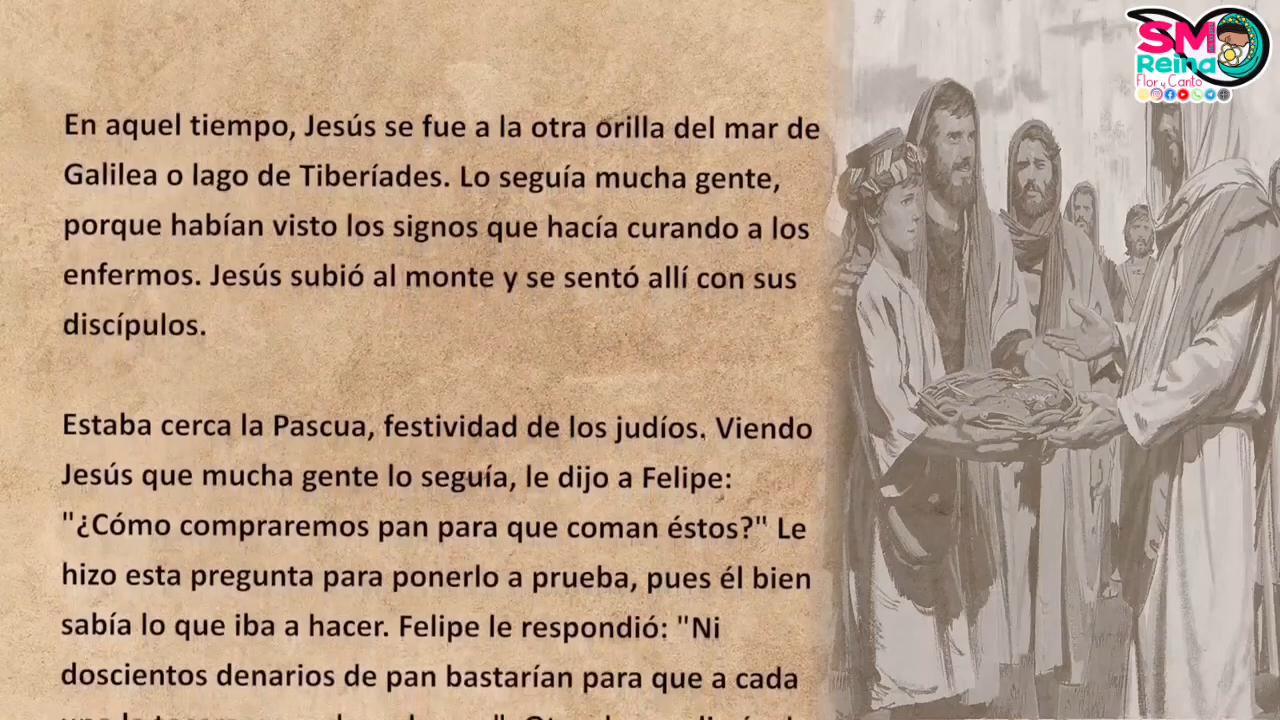 SM
Reina
Flor y Canto
En aquel tiempo, Jesús se fue a la otra orilla del mar de
Galilea o lago de Tiberíades. Lo seguía mucha gente,
porque habían visto los signos que hacía curando a los
enfermos. Jesús subió al monte y se sentó allí con sus
discípulos.
Estaba cerca la Pascua, festividad de los judíos. Viendo
Jesús que mucha gente lo seguía, le dijo a Felipe:
"¿Cómo compraremos pan para que coman éstos?" Le
hizo esta pregunta para ponerlo a prueba, pues él bien
sabía lo que iba a hacer. Felipe le respondió: "Ni
doscientos denarios de pan bastarían para que a cada